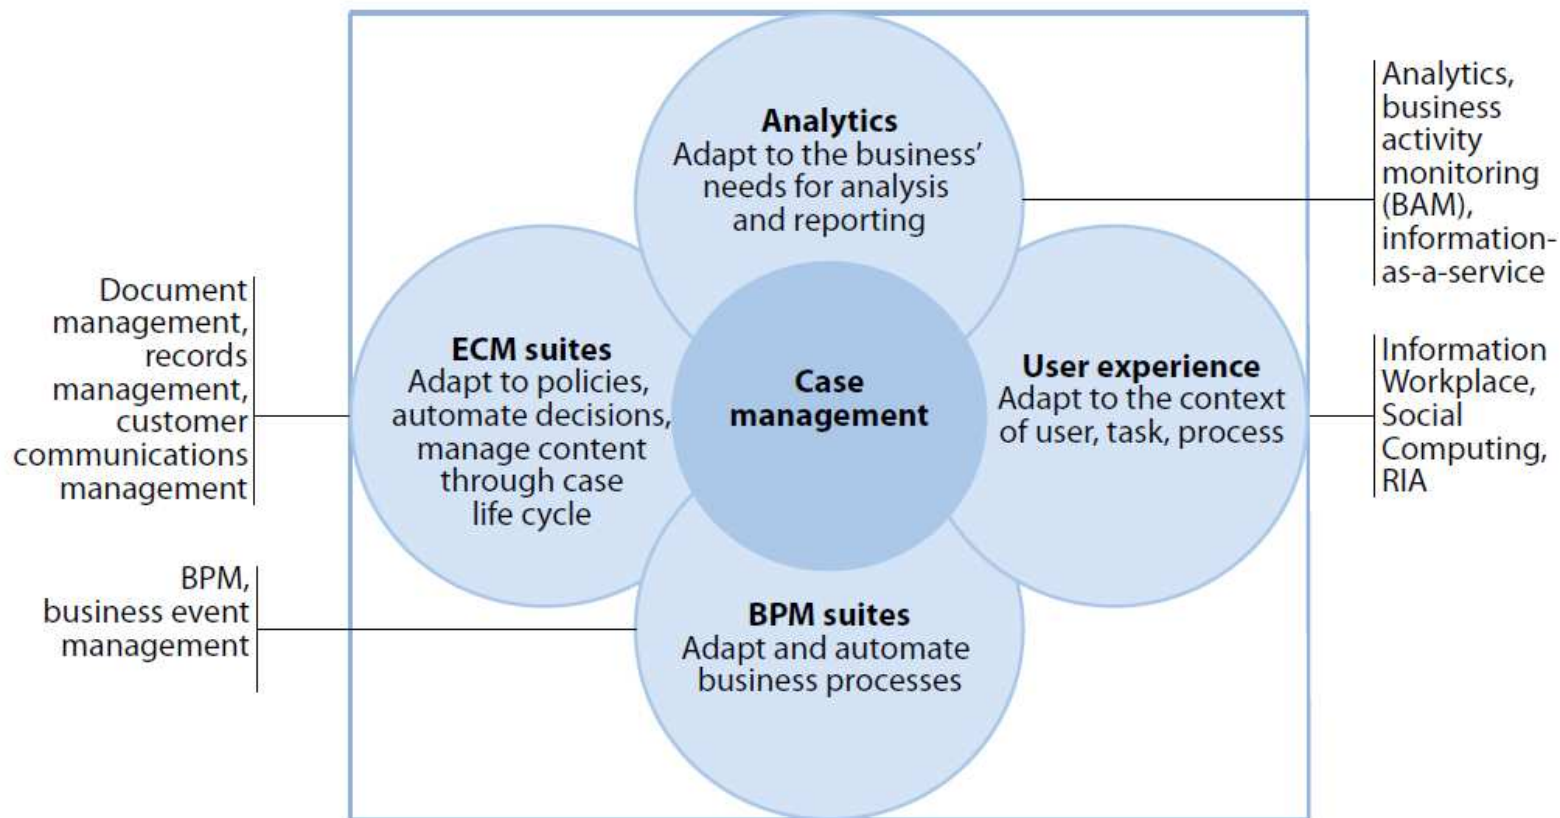 Analytics
Adapt to the business’
needs for analysis
and reporting
Analytics,
business
activity
monitoring
(BAM),
information-
as-a-service
Document
management,
records
management,
customer
communications
management
ECM suites
Adapt to policies,
automate decisions,
manage content
through case
life cycle
Case
management
User experience
Adapt to the context
of user, task, process
Information
Workplace,
Social
Computing,
RIA
BPM,
business event
management
BPM suites
Adapt and automate
business processes